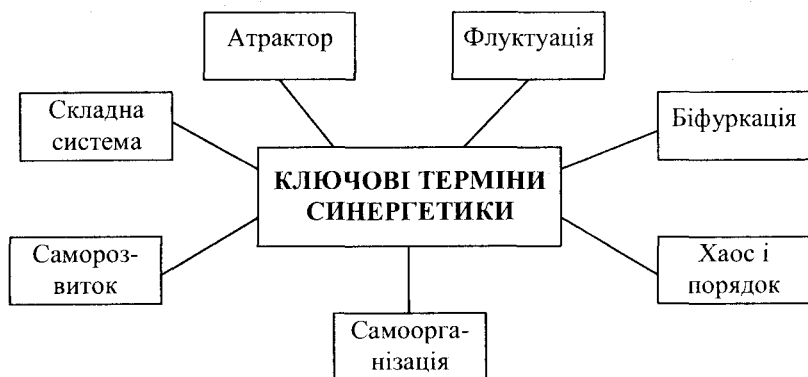 Атрактор
Флуктуація
Складна
система
Біфуркація
КЛЮЧОВІ ТЕРМІНИ
СИНЕРГЕТИКИ
Самороз-
виток
Хаос і
порядок
Самоорга-
нізація